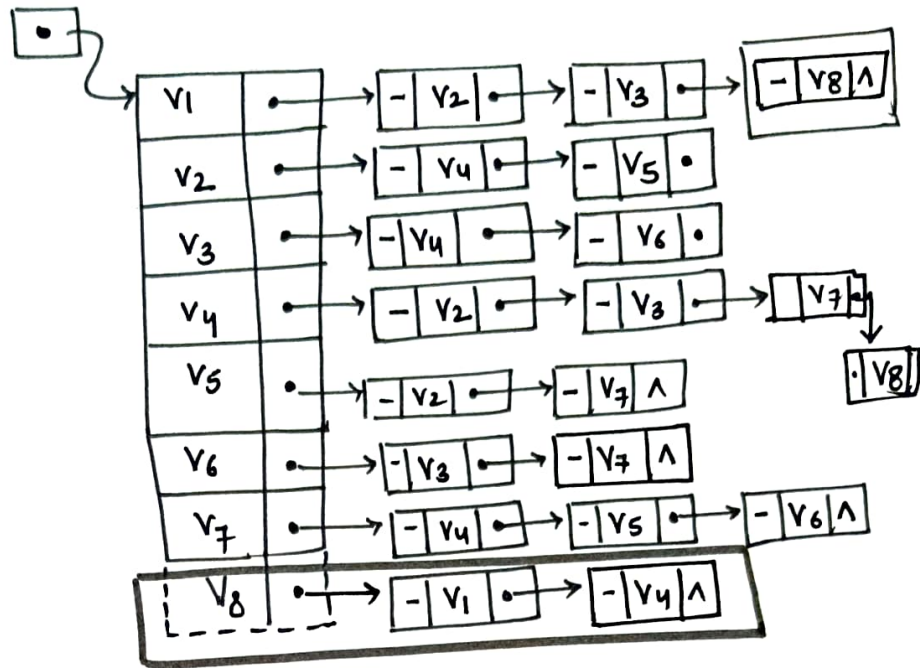 V1 • - V2 • - V3 • - V8 ∧
V2 • - V4 • - V5 •
V3 • - V4 • - V6 •
V4 • - V2 • - V3 • V7 •
• V8
V5 • - V2 • - V7 ∧
V6 • - V3 • - V7 ∧
V7 • - V4 • - V5 • - V6 ∧
V8 • - V1 • - V4 ∧